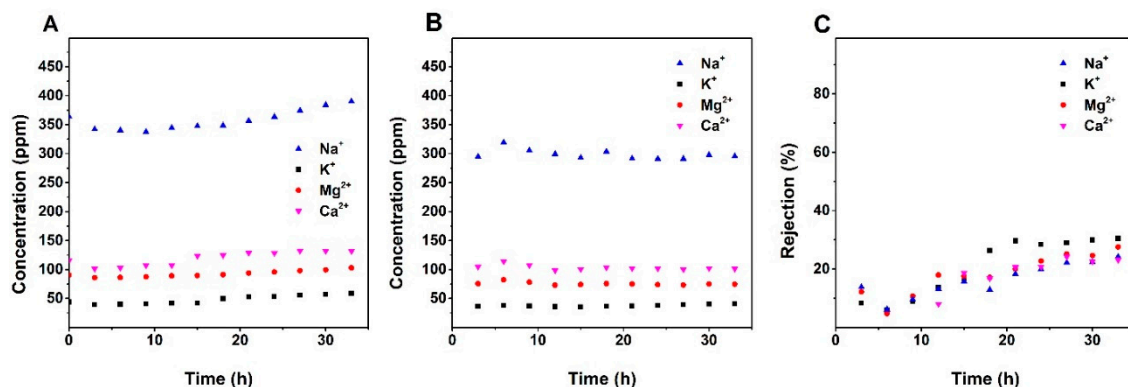 A
Concentration (ppm)
450
400
350
300
250
200
150
100
50
0
10
20
30
Time (h)
Na⁺
K⁺
Mg²⁺
Ca²⁺
B
Concentration (ppm)
450
400
350
300
250
200
150
100
50
0
10
20
30
Time (h)
Na⁺
K⁺
Mg²⁺
Ca²⁺
C
Rejection (%)
80
60
40
20
0
0
10
20
30
Time (h)
Na⁺
K⁺
Mg²⁺
Ca²⁺